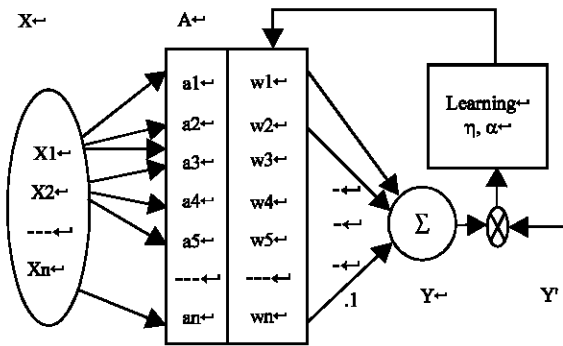 X↵ A↵
a1↵ w1↵
a2↵ w2↵
X1↵ a3↵ w3↵
X2↵ a4↵ w4↵
---↵ a5↵ w5↵
Xn↵ ---↵ ---↵
an↵ wn↵
Learning↵
η, α↵
-↵
-↵
-↵
Σ
.1 Y↵ Y'